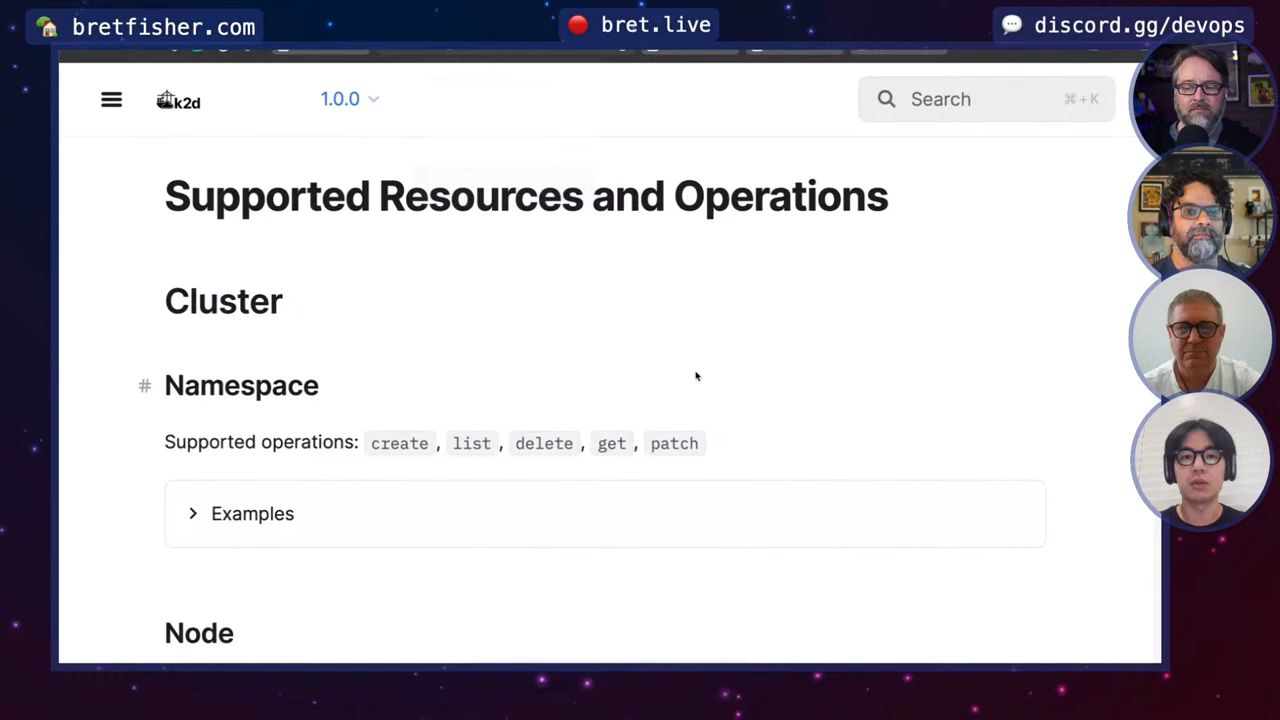 bretfisher.com
bret.live
discord.gg/devops
k2d
1.0.0
Search
⌘+K
Supported Resources and Operations
Cluster
# Namespace
Supported operations: create, list, delete, get, patch
Examples
Node